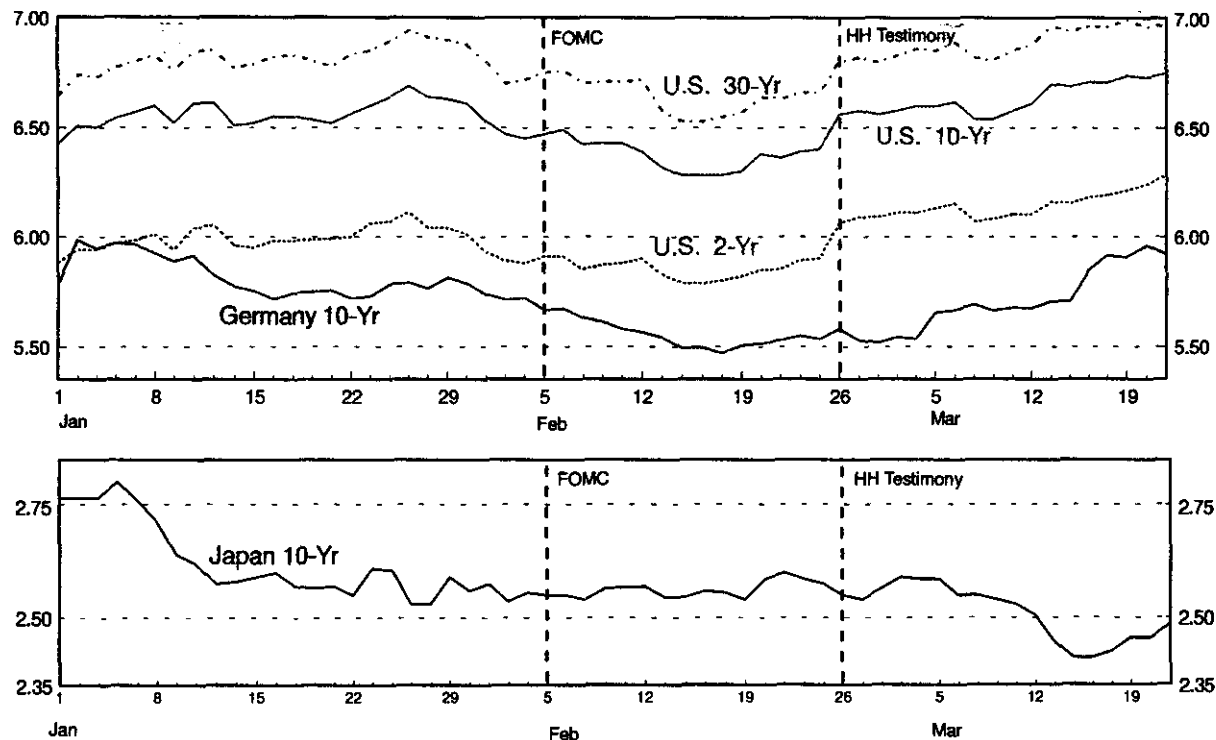 7.00 7.00
FOMC HH Testimony
U.S. 30-Yr
6.50 6.50
U.S. 10-Yr
6.00 6.00
U.S. 2-Yr
Germany 10-Yr
5.50 5.50
1 8 15 22 29 5 12 19 26 5 12 19
Jan Feb Mar
FOMC HH Testimony
2.75 2.75
Japan 10-Yr
2.50 2.50
2.35 2.35
1 8 15 22 29 5 12 19 26 5 12 19
Jan Feb Mar